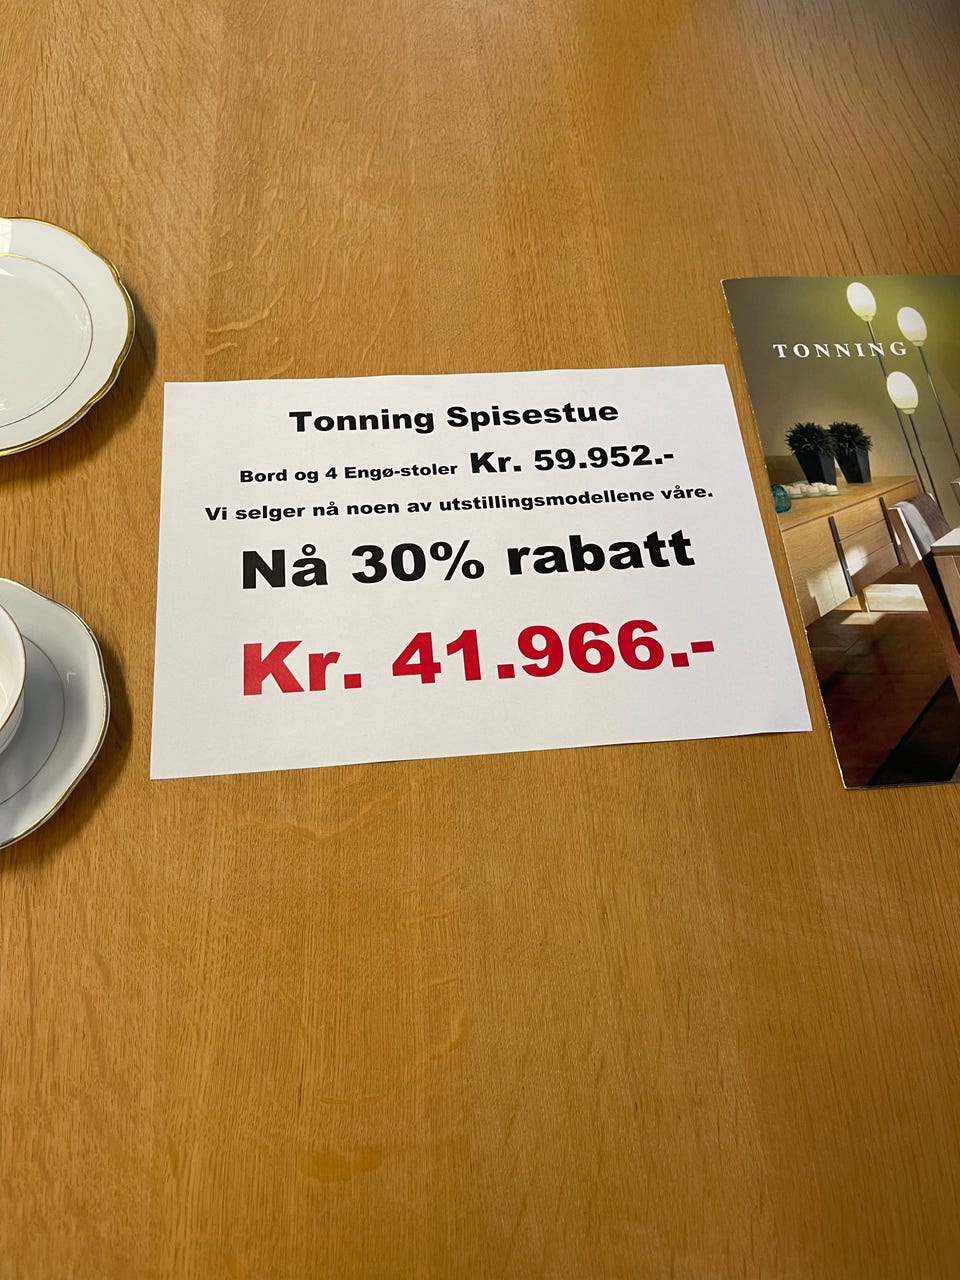 Tonning Spisestue
Bord og 4 Engø-stoler Kr. 59.952.-
Vi selger nå noen av utstillingsmodellene våre.
Nå 30% rabatt
Kr. 41.966.-
TONNING